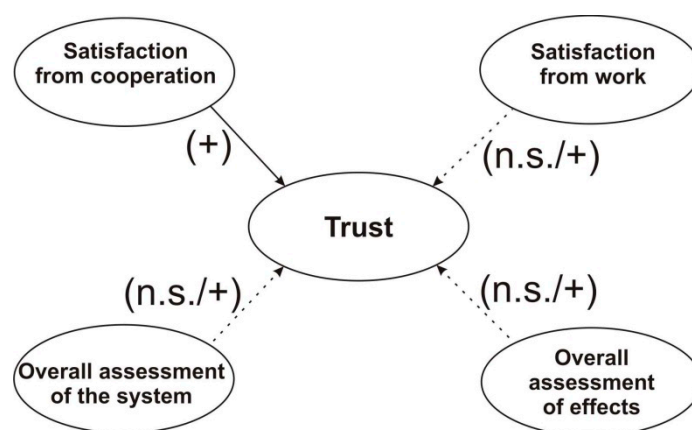 Satisfaction
from cooperation
Satisfaction
from work
(+)
(n.s./+)
Trust
(n.s./+)
(n.s./+)
Overall assessment
of the system
Overall
assessment
of effects